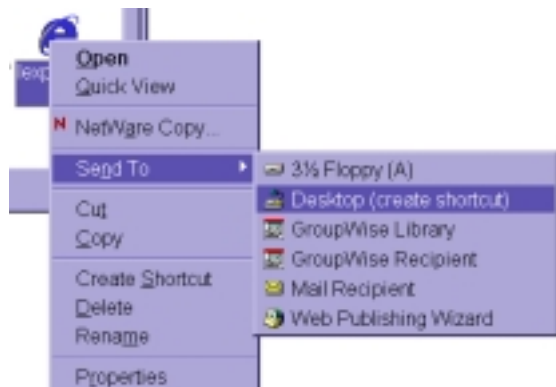 Open
Quick View
NetWare Copy...
Send To
Cut
Copy
Create Shortcut
Delete
Rename
Properties
3½ Floppy (A)
Desktop (create shortcut)
GroupWise Library
GroupWise Recipient
Mail Recipient
Web Publishing Wizard